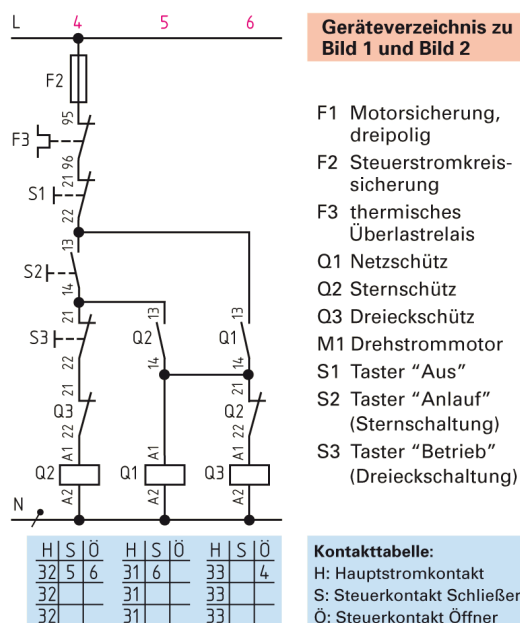 L 4 5 6
F2
F3 95 96
S1 21 22
S2 13 14
S3 21 22
Q2 13 14
Q1 13 14
Q3 21 22
Q2 21 22
Q2 A1 A2
Q1 A1 A2
Q3 A1 A2
N
H S Ö H S Ö H S Ö
32 5 6 31 6 33 4
32 31 33
32 31 33
Geräteverzeichnis zu
Bild 1 und Bild 2
F1 Motorsicherung,
dreipolig
F2 Steuerstromkreis-
sicherung
F3 thermisches
Überlastrelais
Q1 Netzschütz
Q2 Sternschütz
Q3 Dreieckschütz
M1 Drehstrommotor
S1 Taster “Aus”
S2 Taster “Anlauf”
(Sternschaltung)
S3 Taster “Betrieb”
(Dreieckschaltung)
Kontakttabelle:
H: Hauptstromkontakt
S: Steuerkontakt Schließer
Ö: Steuerkontakt Öffner